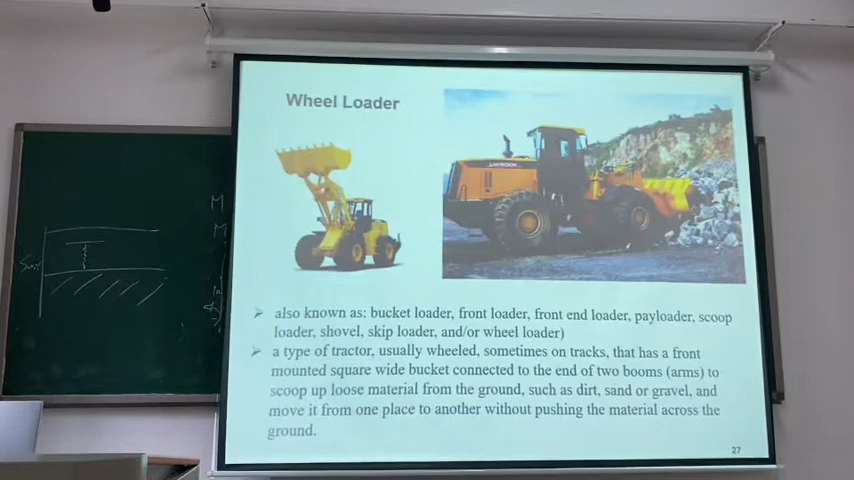 Wheel Loader
➢ also known as: bucket loader, front loader, front end loader, payloader, scoop
loader, shovel, skip loader, and/or wheel loader)
➢ a type of tractor, usually wheeled, sometimes on tracks, that has a front
mounted square wide bucket connected to the end of two booms (arms) to
scoop up loose material from the ground, such as dirt, sand or gravel, and
move it from one place to another without pushing the material across the
ground.
27
M
M